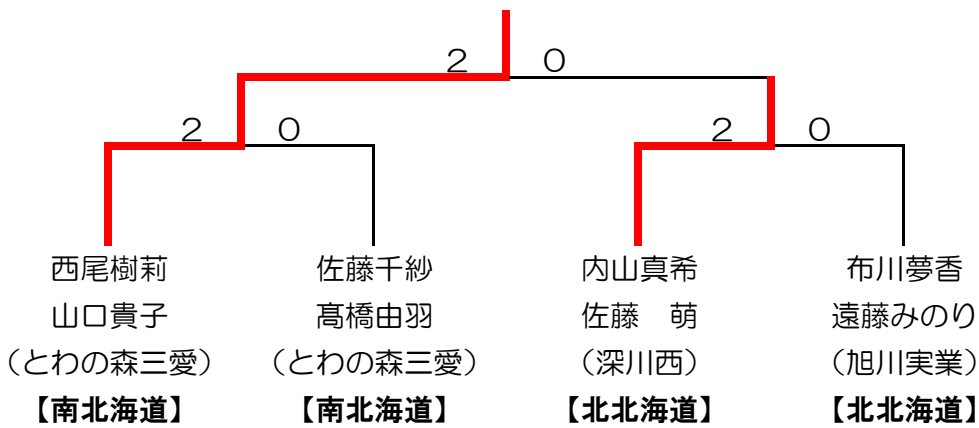 2 0
2 0 2 0
西尾樹莉 佐藤千紗 内山真希 布川夢香
山口貴子 髙橋由羽 佐藤　萌 遠藤みのり
（とわの森三愛） （とわの森三愛） （深川西） （旭川実業）
【南北海道】 【南北海道】 【北北海道】 【北北海道】